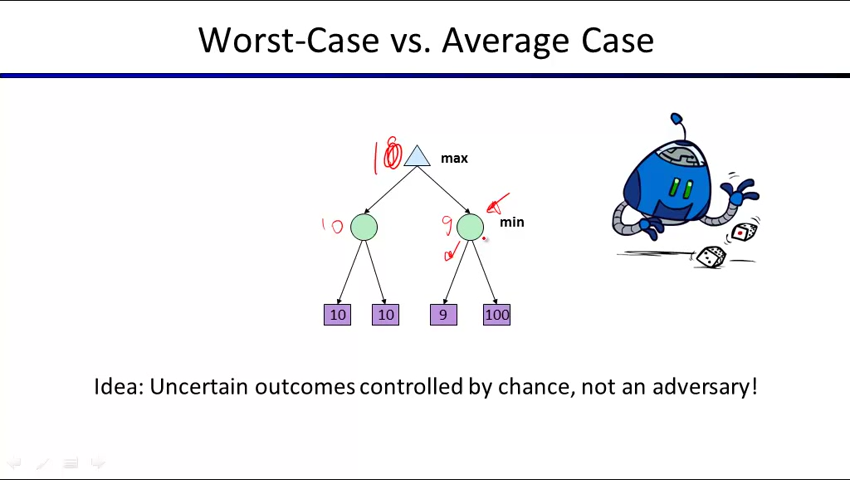 Worst-Case vs. Average Case
10 max
10 9 min
10 10 9 100
Idea: Uncertain outcomes controlled by chance, not an adversary!